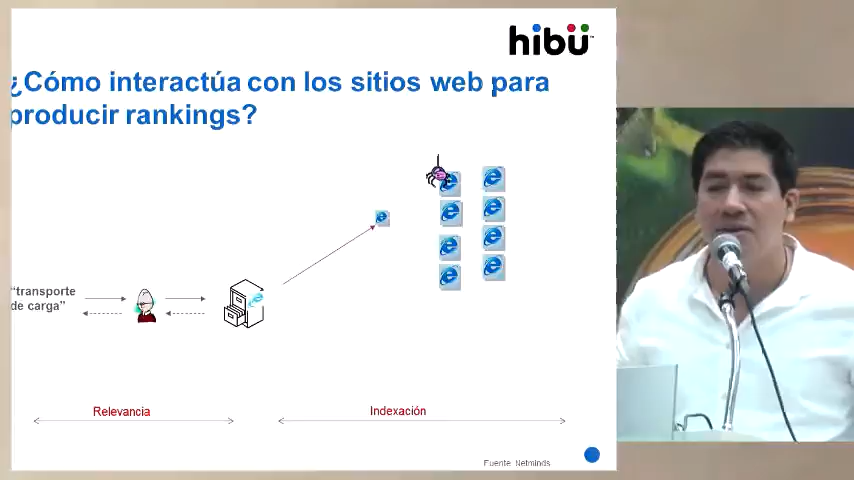 hibü
¿Cómo interactúa con los sitios web para
producir rankings?
“transporte
de carga”
Relevancia
Indexación
Fuente: Netminds